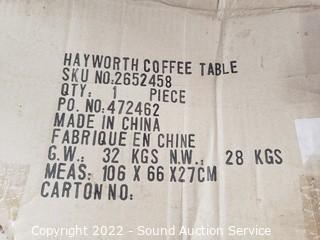 HAYWORTH COFFEE TABLE
SKU NO:2652458
QTY: 1 PIECE
PO. NO:472462
MADE IN CHINA
FABRIQUE EN CHINE
G.W.: 32 KGS N.W.: 28 KGS
MEAS: 106 X 66 X27CM
CARTON NO:
Copyright 2022 - Sound Auction Service